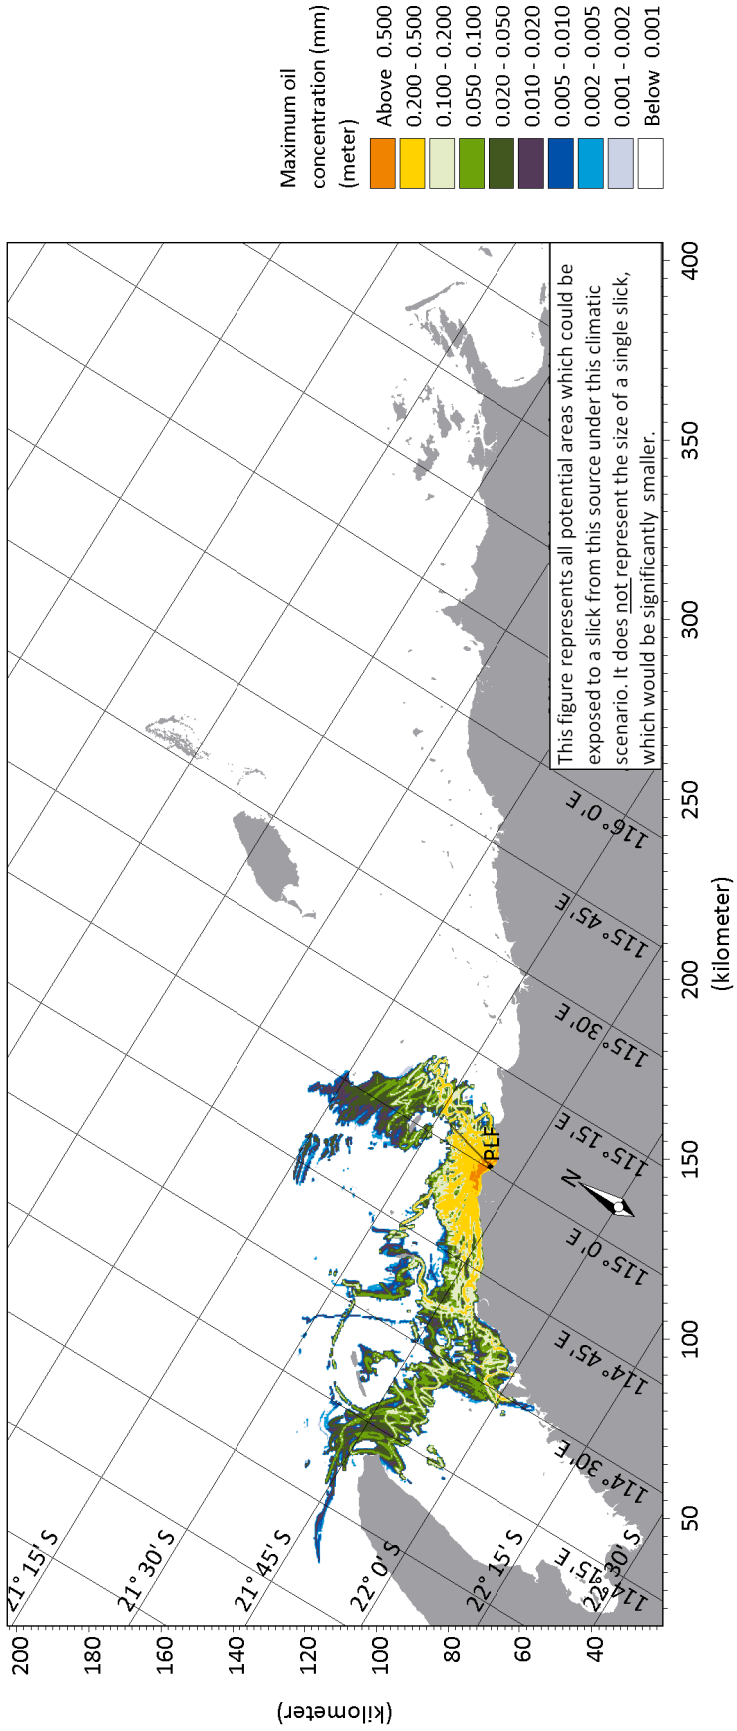 Maximum oil
concentration (mm)
(meter)
Above 0.500
0.200 - 0.500
0.100 - 0.200
0.050 - 0.100
0.020 - 0.050
0.010 - 0.020
0.005 - 0.010
0.002 - 0.005
0.001 - 0.002
Below 0.001
(kilometer)
200
180
160
140
120
100
80
60
40
21° 15' S
21° 30' S
21° 45' S
22° 0' S
22° 15' S
22° 30' S
114° 15' E
114° 30' E
114° 45' E
115° 0' E
115° 15' E
115° 30' E
115° 45' E
116° 0' E
PLF
N
This figure represents all potential areas which could be
exposed to a slick from this source under this climatic
scenario. It does not represent the size of a single slick,
which would be significantly smaller.
50
100
150
200
250
300
350
400
(kilometer)